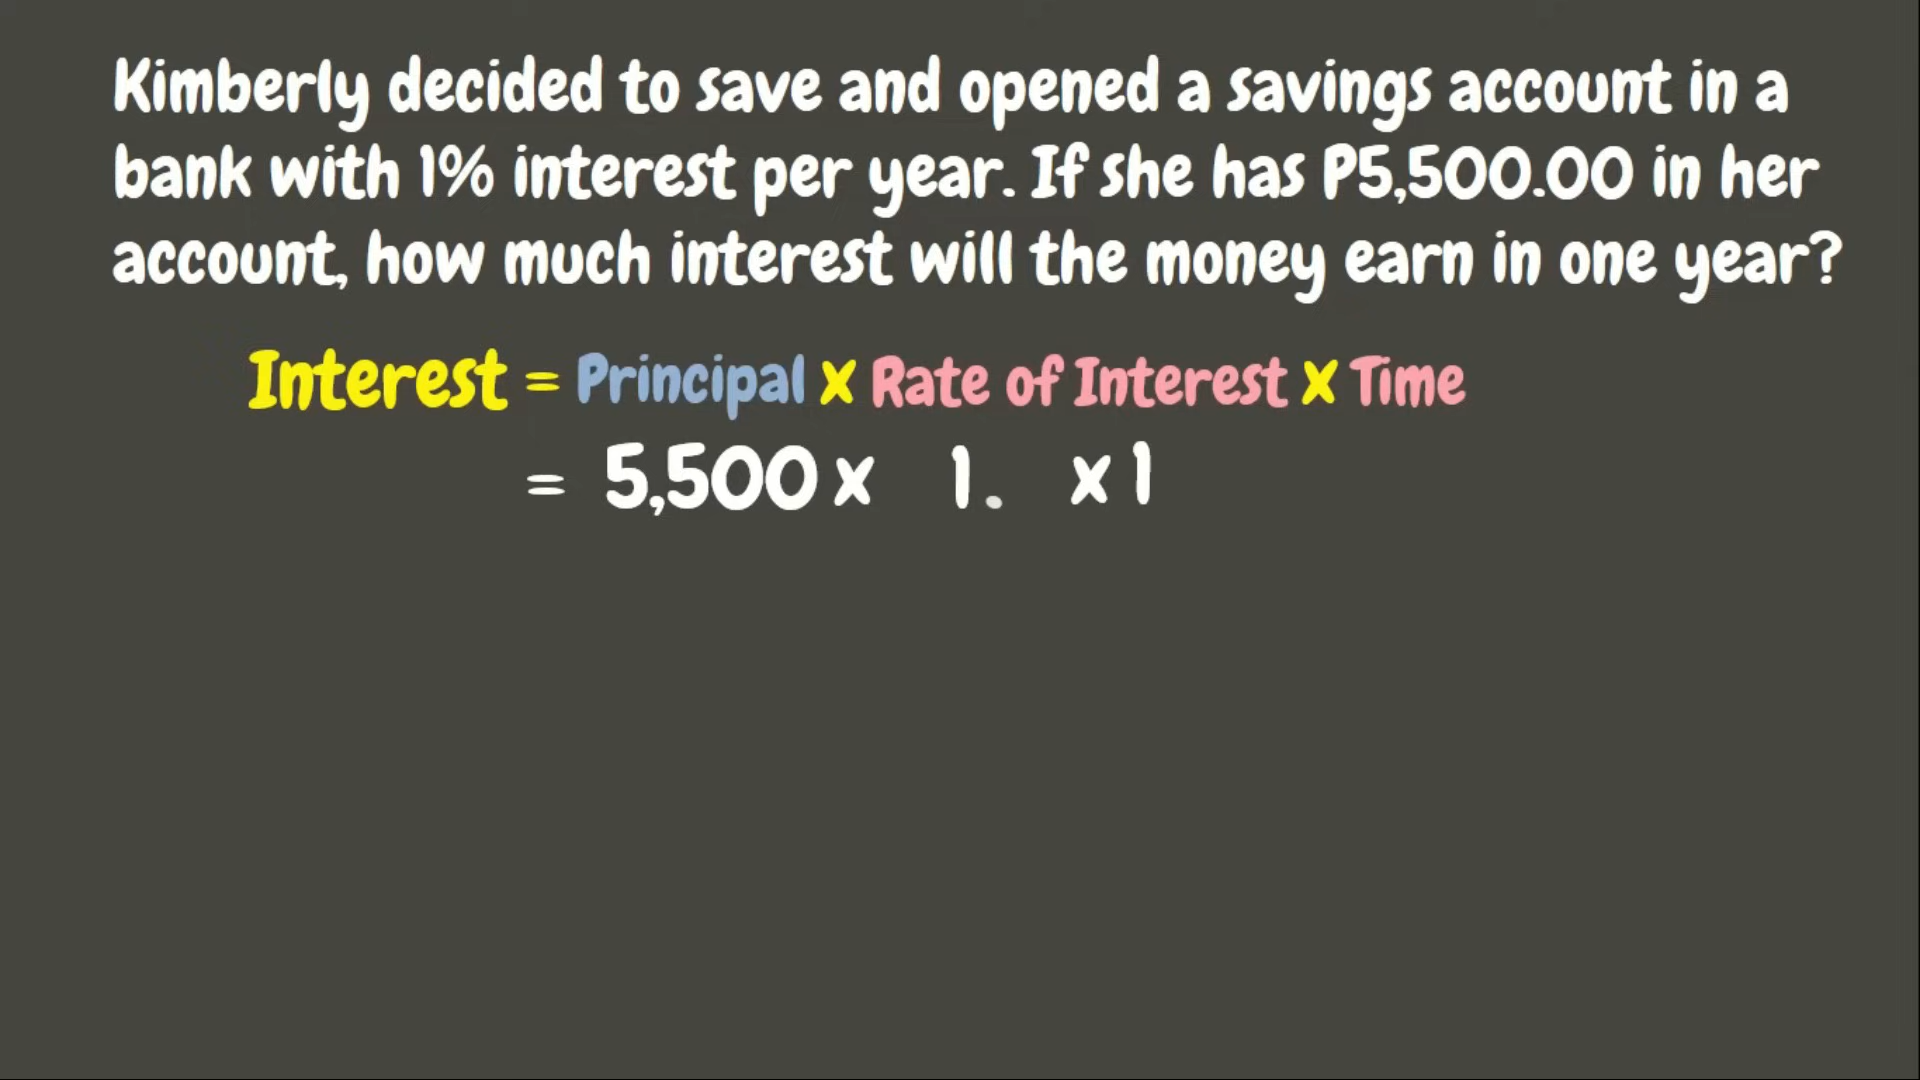 Kimberly decided to save and opened a savings account in a
bank with 1% interest per year. If she has P5,500.00 in her
account, how much interest will the money earn in one year?
Interest = Principal x Rate of Interest x Time
= 5,500 x 1. x 1